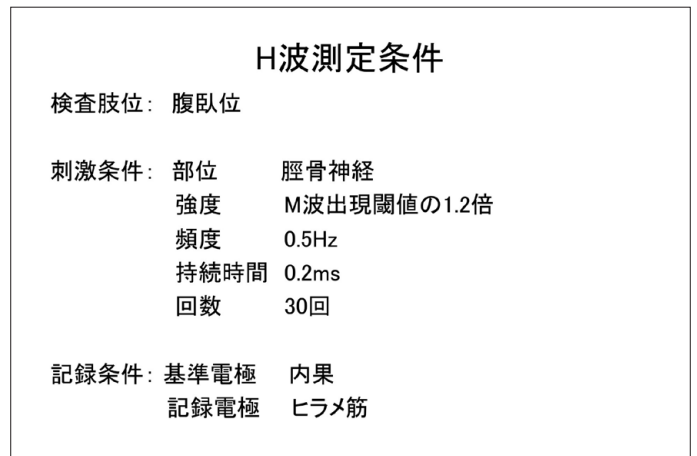 H波測定条件
検査肢位： 腹臥位
刺激条件： 部位 脛骨神経
強度 M波出現閾値の1.2倍
頻度 0.5Hz
持続時間 0.2ms
回数 30回
記録条件： 基準電極 内果
記録電極 ヒラメ筋